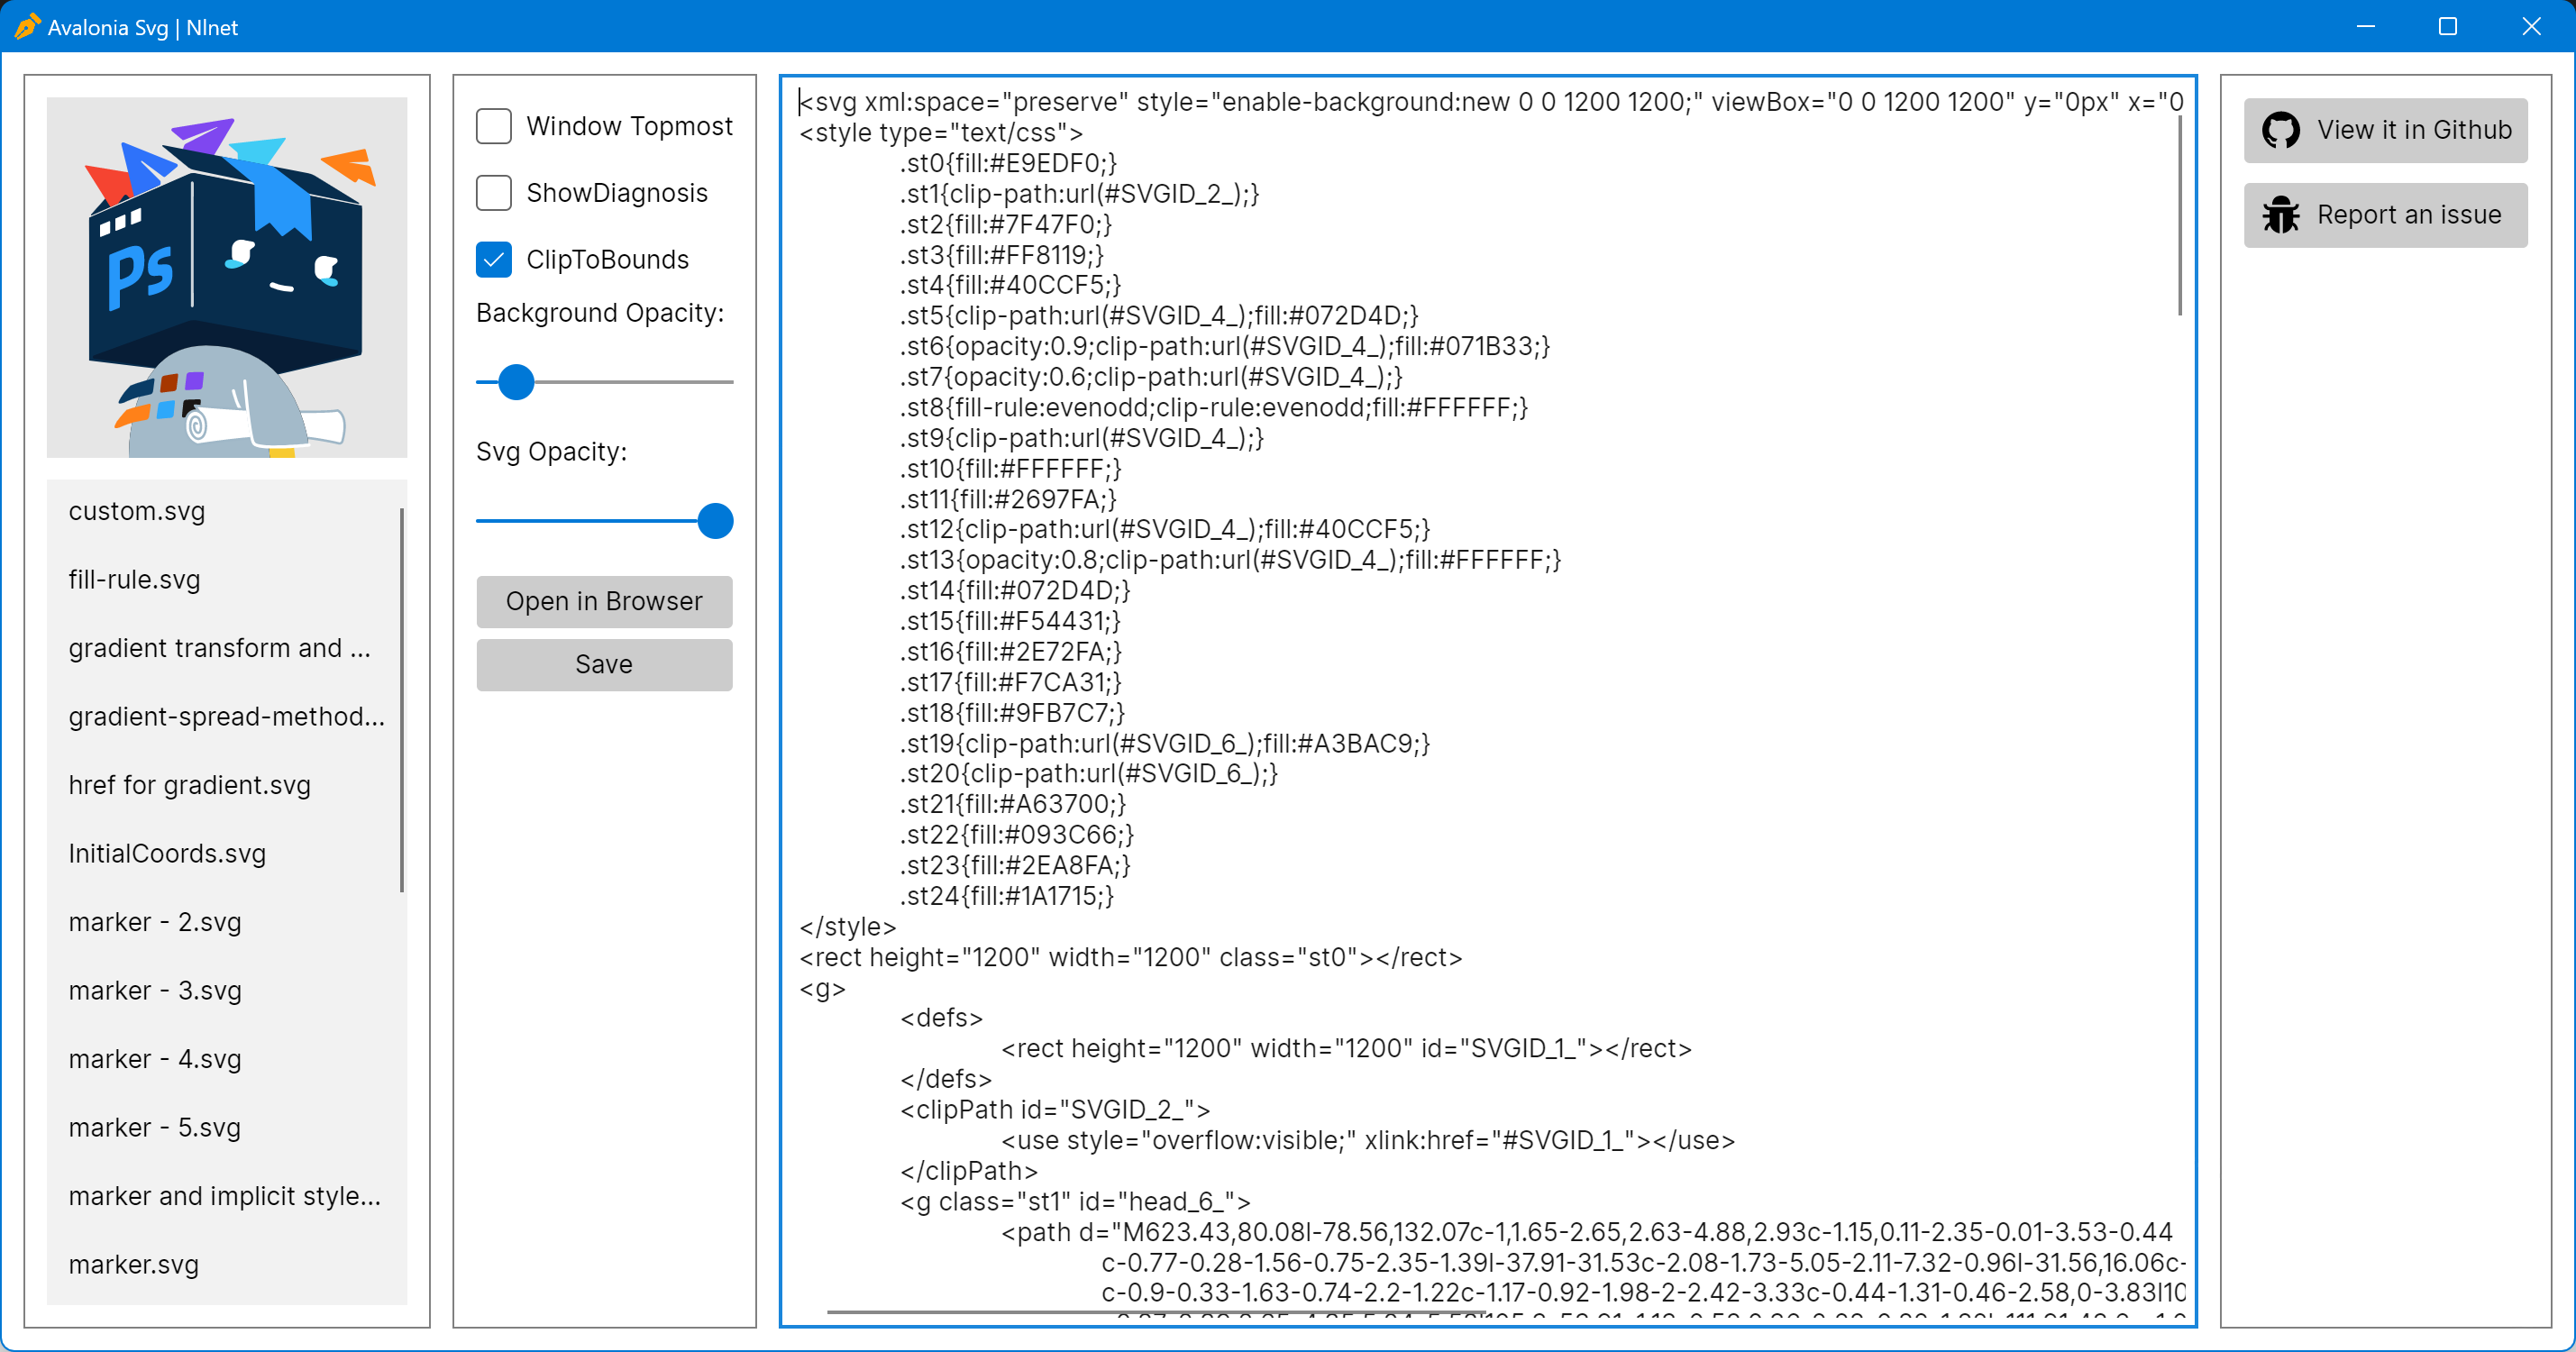 Avalonia Svg | Nlnet
Ps
custom.svg
fill-rule.svg
gradient transform and ...
gradient-spread-method...
href for gradient.svg
InitialCoords.svg
marker - 2.svg
marker - 3.svg
marker - 4.svg
marker - 5.svg
marker and implicit style...
marker.svg
Window Topmost
ShowDiagnosis
ClipToBounds
Background Opacity:
Svg Opacity:
Open in Browser
Save
<svg xml:space="preserve" style="enable-background:new 0 0 1200 1200;" viewBox="0 0 1200 1200" y="0px" x="0
<style type="text/css">
.st0{fill:#E9EDF0;}
.st1{clip-path:url(#SVGID_2_);}
.st2{fill:#7F47F0;}
.st3{fill:#FF8119;}
.st4{fill:#40CCF5;}
.st5{clip-path:url(#SVGID_4_);fill:#072D4D;}
.st6{opacity:0.9;clip-path:url(#SVGID_4_);fill:#071B33;}
.st7{opacity:0.6;clip-path:url(#SVGID_4_);}
.st8{fill-rule:evenodd;clip-rule:evenodd;fill:#FFFFFF;}
.st9{clip-path:url(#SVGID_4_);}
.st10{fill:#FFFFFF;}
.st11{fill:#2697FA;}
.st12{clip-path:url(#SVGID_4_);fill:#40CCF5;}
.st13{opacity:0.8;clip-path:url(#SVGID_4_);fill:#FFFFFF;}
.st14{fill:#072D4D;}
.st15{fill:#F54431;}
.st16{fill:#2E72FA;}
.st17{fill:#F7CA31;}
.st18{fill:#9FB7C7;}
.st19{clip-path:url(#SVGID_6_);fill:#A3BAC9;}
.st20{clip-path:url(#SVGID_6_);}
.st21{fill:#A63700;}
.st22{fill:#093C66;}
.st23{fill:#2EA8FA;}
.st24{fill:#1A1715;}
</style>
<rect height="1200" width="1200" class="st0"></rect>
<g>
<defs>
<rect height="1200" width="1200" id="SVGID_1_"></rect>
</defs>
<clipPath id="SVGID_2_">
<use style="overflow:visible;" xlink:href="#SVGID_1_"></use>
</clipPath>
<g class="st1" id="head_6_">
<path d="M623.43,80.08l-78.56,132.07c-1,1.65-2.65,2.63-4.88,2.93c-1.15,0.11-2.35-0.01-3.53-0.44
c-0.77-0.28-1.56-0.75-2.35-1.39l-37.91-31.53c-2.08-1.73-5.05-2.11-7.32-0.96l-31.56,16.06c-
c-0.9-0.33-1.63-0.74-2.2-1.22c-1.17-0.92-1.98-2-2.42-3.33c-0.44-1.31-0.46-2.58,0-3.83l10
View it in Github
Report an issue